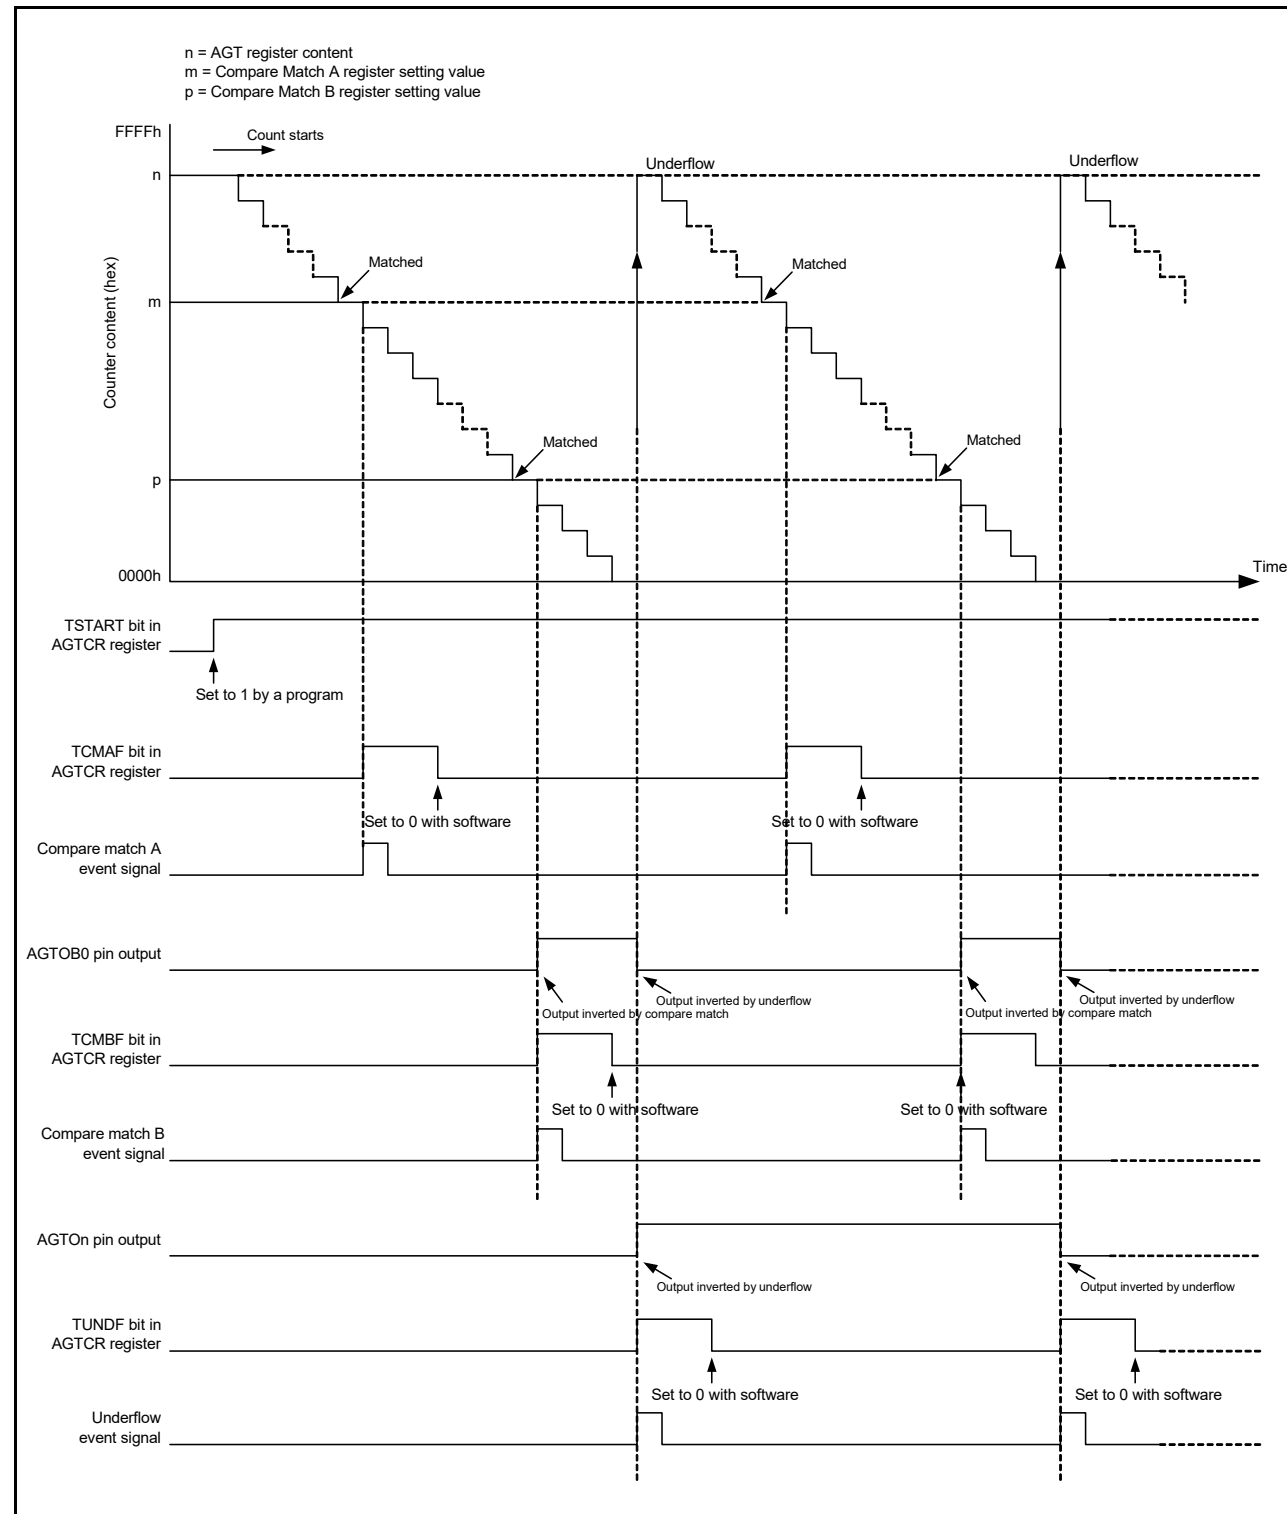 n = AGT register content
m = Compare Match A register setting value
p = Compare Match B register setting value
FFFFh
Count starts
Underflow
Underflow
n
Matched
Matched
m
Counter content (hex)
Matched
Matched
p
0000h
Time
TSTART bit in
AGTCR register
Set to 1 by a program
TCMAF bit in
AGTCR register
Set to 0 with software
Set to 0 with software
Compare match A
event signal
AGTOB0 pin output
Output inverted by underflow
Output inverted by underflow
Output inverted by compare match
Output inverted by compare match
TCMBF bit in
AGTCR register
Set to 0 with software
Set to 0 with software
Compare match B
event signal
AGTOn pin output
Output inverted by underflow
Output inverted by underflow
TUNDF bit in
AGTCR register
Set to 0 with software
Set to 0 with software
Underflow
event signal